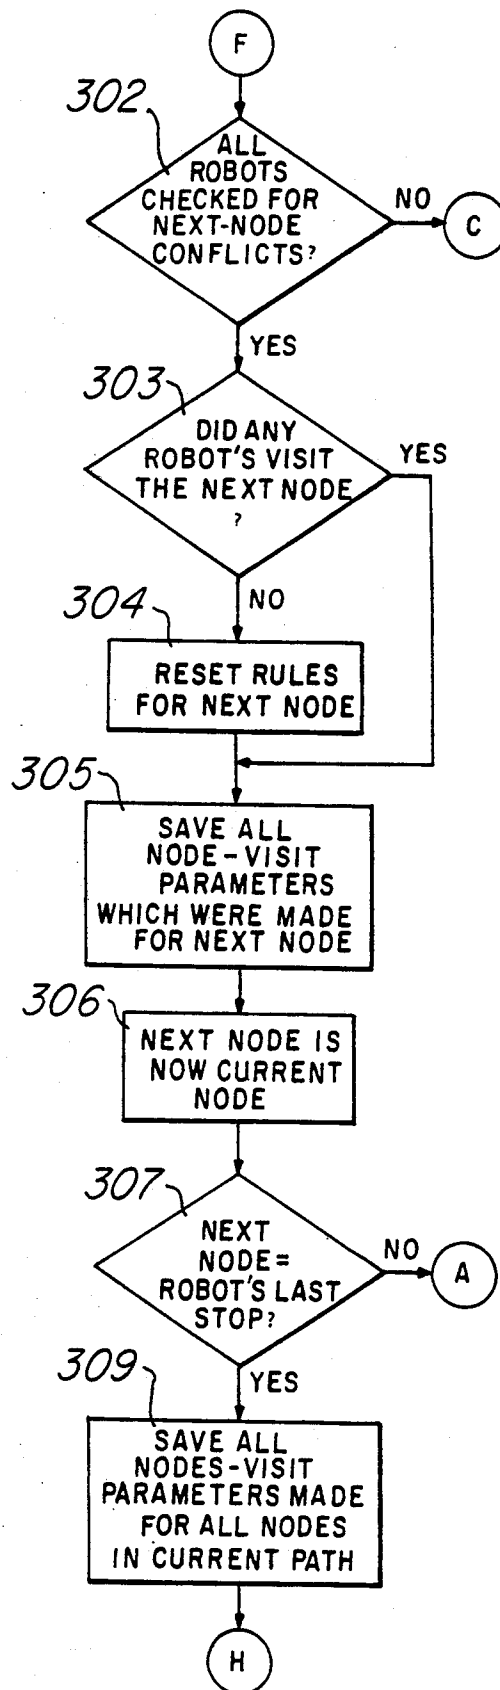 F
302
ALL
ROBOTS
CHECKED FOR
NEXT-NODE
CONFLICTS?
NO
C
YES
303
DID ANY
ROBOT'S VISIT
THE NEXT NODE
?
YES
NO
304
RESET RULES
FOR NEXT NODE
305
SAVE ALL
NODE-VISIT
PARAMETERS
WHICH WERE MADE
FOR NEXT NODE
306
NEXT NODE IS
NOW CURRENT
NODE
307
NEXT
NODE=
ROBOT'S LAST
STOP?
NO
A
YES
309
SAVE ALL
NODES-VISIT
PARAMETERS MADE
FOR ALL NODES
IN CURRENT PATH
H